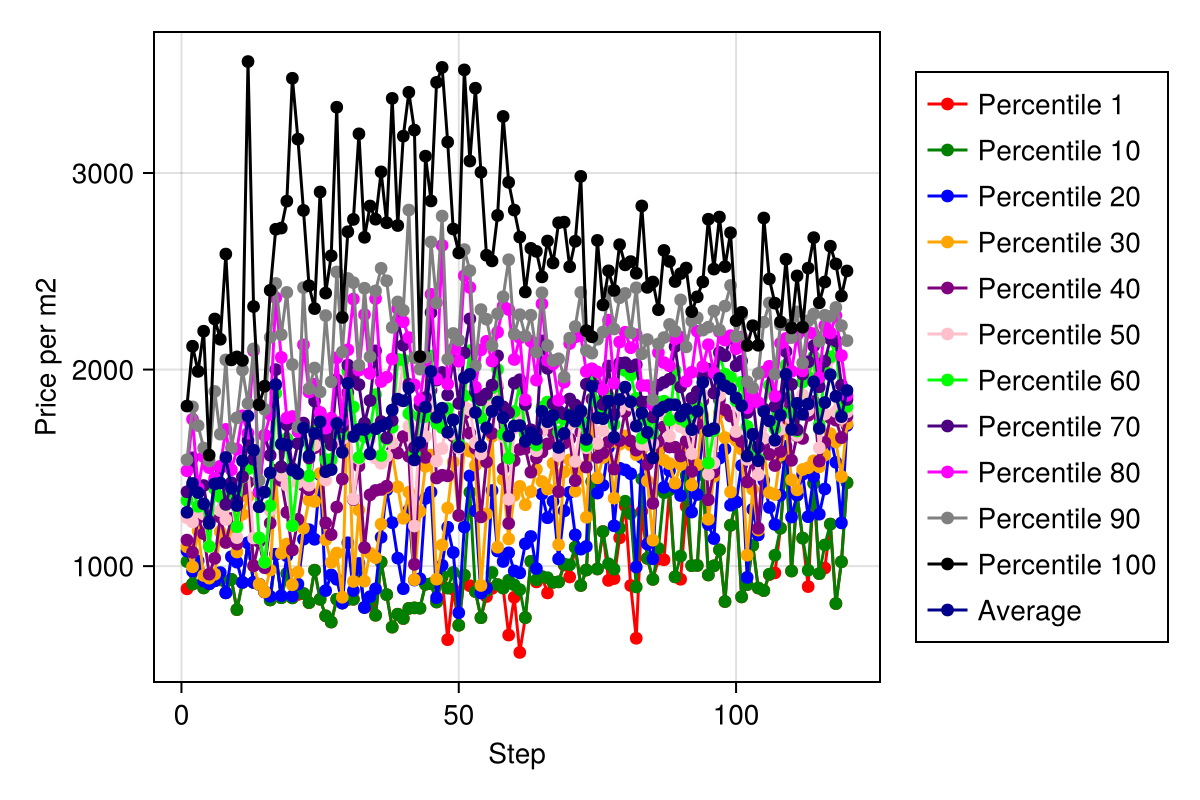 3000
2000
1000
Price per m2
0
50
100
Step
Percentile 1
Percentile 10
Percentile 20
Percentile 30
Percentile 40
Percentile 50
Percentile 60
Percentile 70
Percentile 80
Percentile 90
Percentile 100
Average